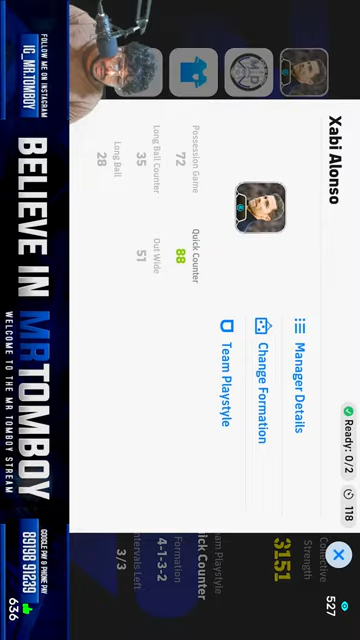 Xabi Alonso
Ready: 0/2
118
527
Possession Game
72
Quick Counter
88
Long Ball Counter
35
Out Wide
51
Long Ball
28
Manager Details
Change Formation
Team Playstyle
Collective
Strength
3151
am Playstyle
ick Counter
Formation
4-1-3-2
ntervals Left
3/3
FOLLOW ME ON INSTAGRAM
IG_MR.TOMBOY
BELIEVE IN MRTOMBOY
WELCOME TO THE MR TOMBOY STREAM
GOOGLE PAY & PHONE PAY
89198 91239
636